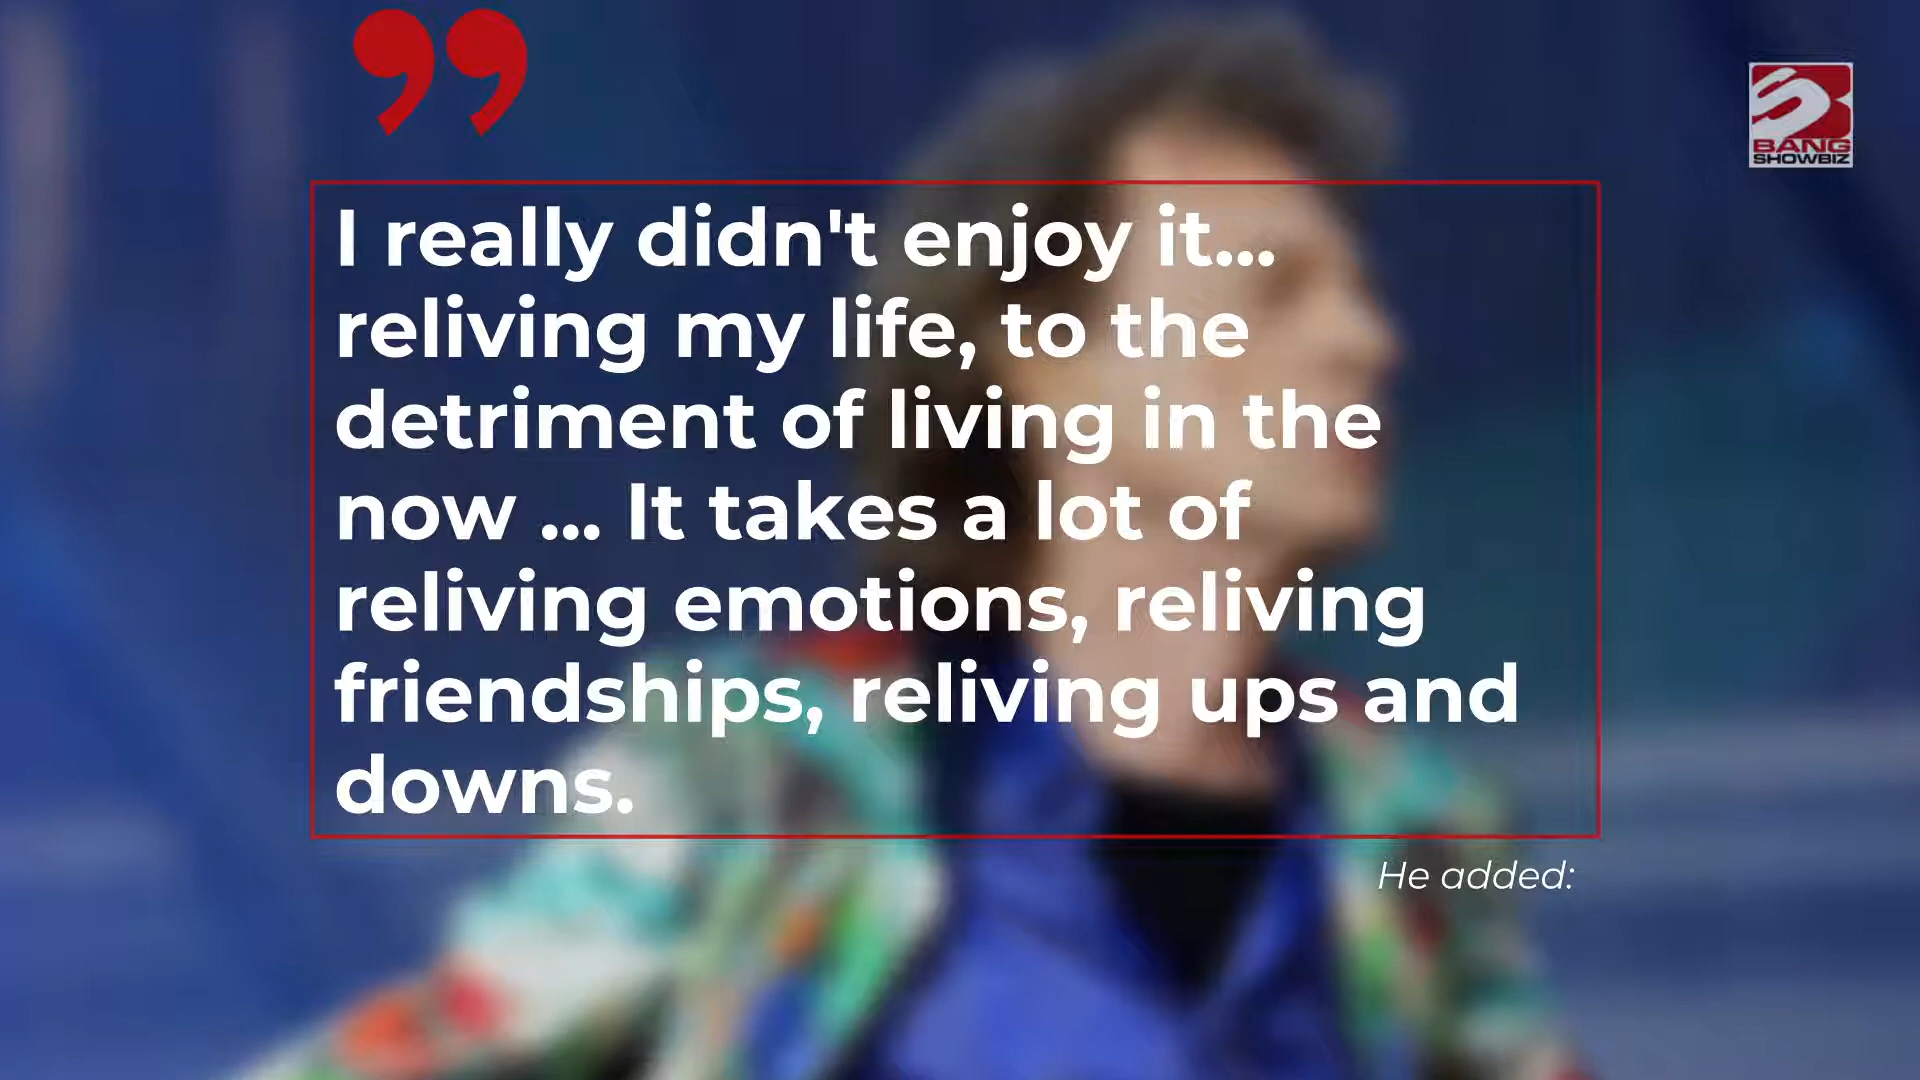 BANG
SHOWBIZ
I really didn't enjoy it...
reliving my life, to the
detriment of living in the
now ... It takes a lot of
reliving emotions, reliving
friendships, reliving ups and
downs.
He added: